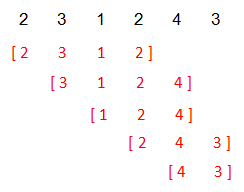 2 3 1 2 4 3
[ 2 3 1 2 ]
[ 3 1 2 4 ]
[ 1 2 4 ]
[ 2 4 3 ]
[ 4 3 ]